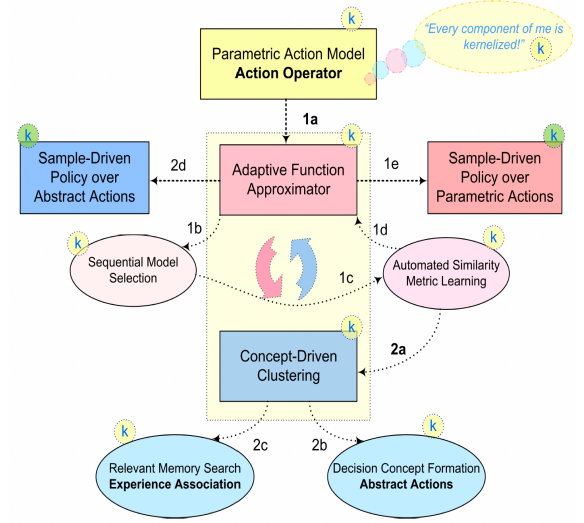 k
“Every component of me is
kernelized!”
k
Parametric Action Model
Action Operator
1a
k
k
k
Sample-Driven
Policy over
Abstract Actions
2d
Adaptive Function
Approximator
1e
Sample-Driven
Policy over
Parametric Actions
1b
1d
k
k
Sequential Model
Selection
1c
Automated Similarity
Metric Learning
k
2a
Concept-Driven
Clustering
k
2c
2b
k
Relevant Memory Search
Experience Association
Decision Concept Formation
Abstract Actions